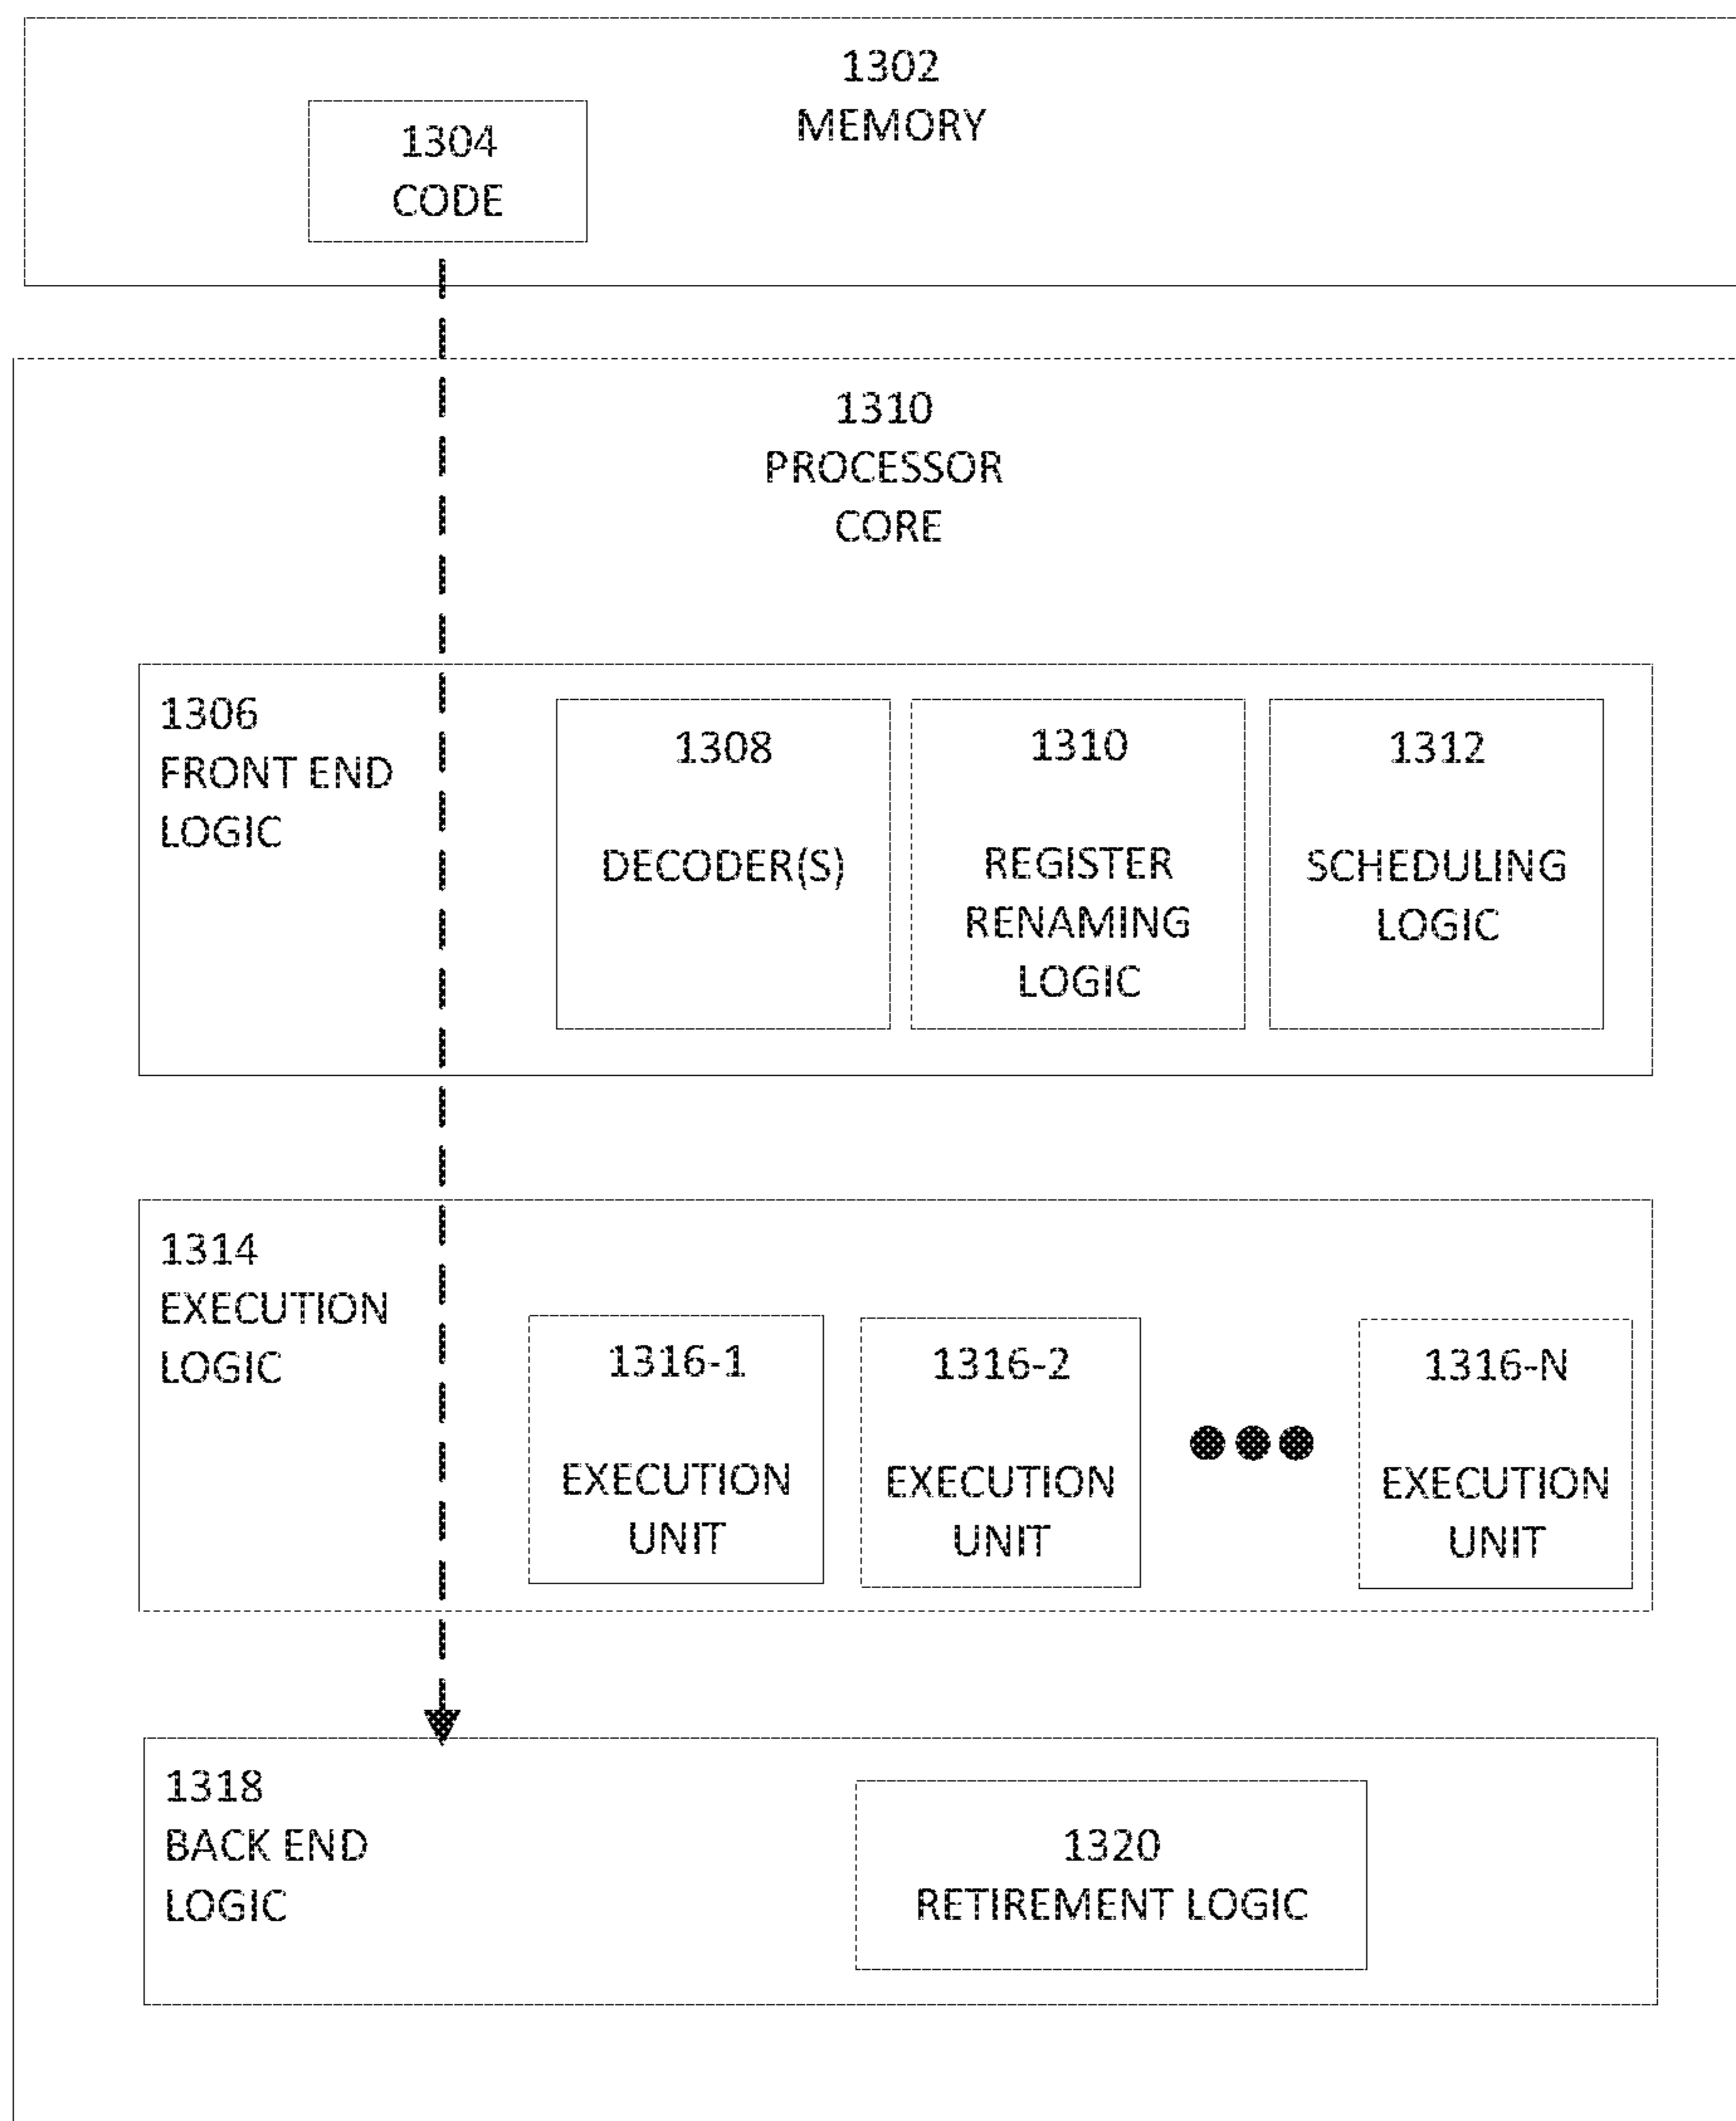 1302
MEMORY
1304
CODE
1310
PROCESSOR
CORE
1306
FRONT END
LOGIC
1308
DECODER(S)
1310
REGISTER
RENAMING
LOGIC
1312
SCHEDULING
LOGIC
1314
EXECUTION
LOGIC
1316-1
EXECUTION
UNIT
1316-2
EXECUTION
UNIT
1316-N
EXECUTION
UNIT
1318
BACK END
LOGIC
1320
RETIREMENT LOGIC